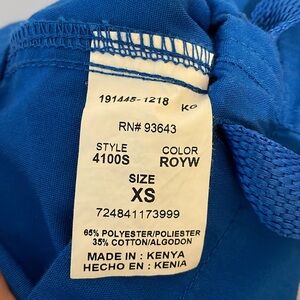 191445-1218 KO
RN# 93643
STYLE COLOR
4100S ROYW
SIZE
XS
724841173999
65% POLYESTER/POLIESTER
35% COTTON/ALGODON
MADE IN : KENYA
HECHO EN : KENIA